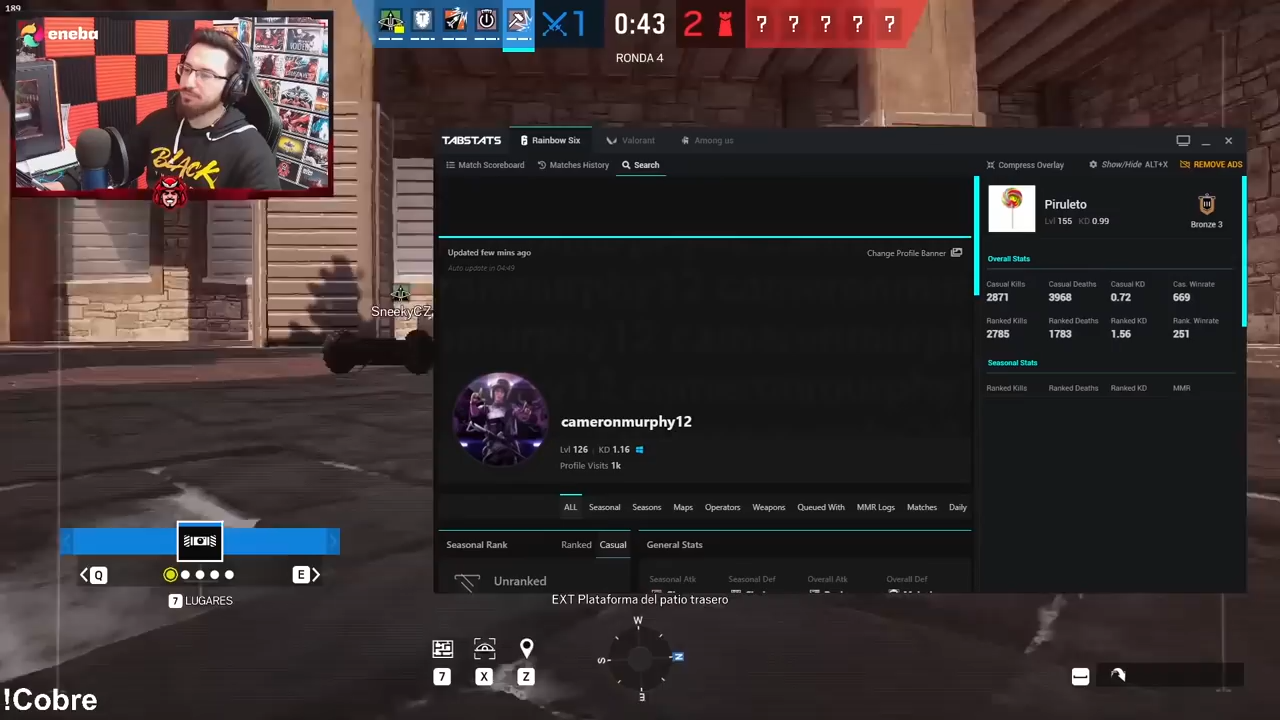 189
eneba
BLACK
1
0:43
2
? ? ? ? ?
RONDA 4
TABSTATS
Rainbow Six
Valorant
Among us
Match Scoreboard
Matches History
Search
Compress Overlay
Show/Hide ALT+X
REMOVE ADS
Piruleto
Lvl 155 KD 0.99
Bronze 3
Updated few mins ago
Auto update in 04:49
Change Profile Banner
Overall Stats
Casual Kills Casual Deaths Casual KD Cas. Winrate
2871 3968 0.72 669
Ranked Kills Ranked Deaths Ranked KD Rank. Winrate
2785 1783 1.56 251
Seasonal Stats
Ranked Kills Ranked Deaths Ranked KD MMR
SneekyCZ
cameronmurphy12
Lvl 126 KD 1.16
Profile Visits 1k
ALL Seasonal Seasons Maps Operators Weapons Queued With MMR Logs Matches Daily
Seasonal Rank Ranked Casual
General Stats
Unranked
Seasonal Atk Seasonal Def Overall Atk Overall Def
Q
E
7 LUGARES
EXT Plataforma del patio trasero
W
S
N
E
7 X Z
!Cobre